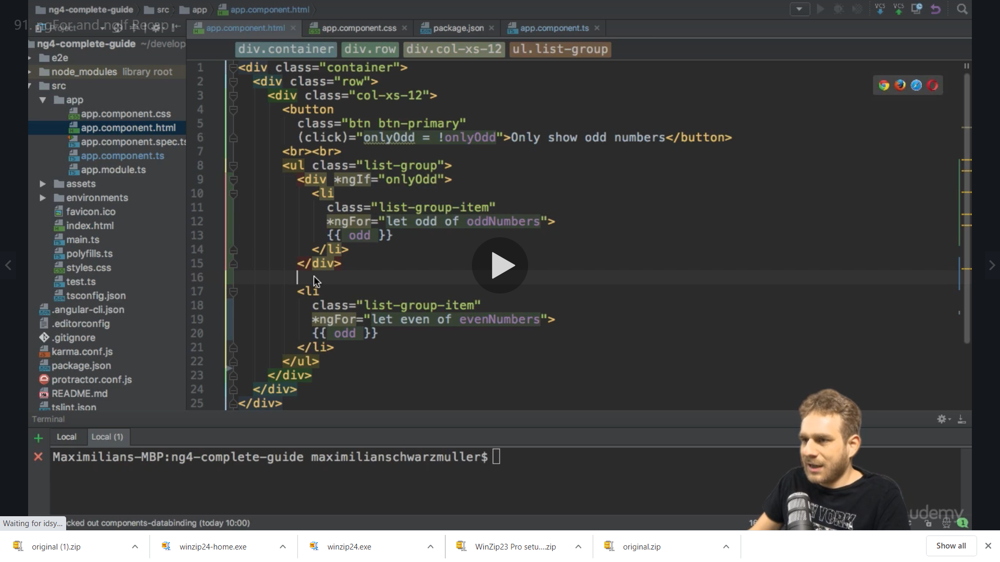 ng4-complete-guide src app app.component.html
91. ngFor and ngIf Recap
Project
app.component.html app.component.css package.json app.component.ts
ng4-complete-guide ~/develop
e2e
node_modules library root
src
app
app.component.css
app.component.html
app.component.spec.ts
app.component.ts
app.module.ts
assets
environments
favicon.ico
index.html
main.ts
polyfills.ts
styles.css
test.ts
tsconfig.json
.angular-cli.json
.editorconfig
.gitignore
karma.conf.js
package.json
protractor.conf.js
README.md
tslint.json
div.container div.row div.col-xs-12 ul.list-group
1 <div class="container">
2 <div class="row">
3 <div class="col-xs-12">
4 <button
5 class="btn btn-primary"
6 (click)="onlyOdd = !onlyOdd">Only show odd numbers</button>
7 <br><br>
8 <ul class="list-group">
9 <div *ngIf="onlyOdd">
10 <li
11 class="list-group-item"
12 *ngFor="let odd of oddNumbers">
13 {{ odd }}
14 </li>
15 </div>
16
17 <li
18 class="list-group-item"
19 *ngFor="let even of evenNumbers">
20 {{ odd }}
21 </li>
22 </ul>
23 </div>
24 </div>
25 </div>
Terminal
Local Local (1)
Maximilians-MBP:ng4-complete-guide maximilianschwarzmuller$
Waiting for idsy...
cked out components-databinding (today 10:00)
udemy
1
original (1).zip winzip24-home.exe winzip24.exe WinZip23 Pro setu....zip original.zip Show all